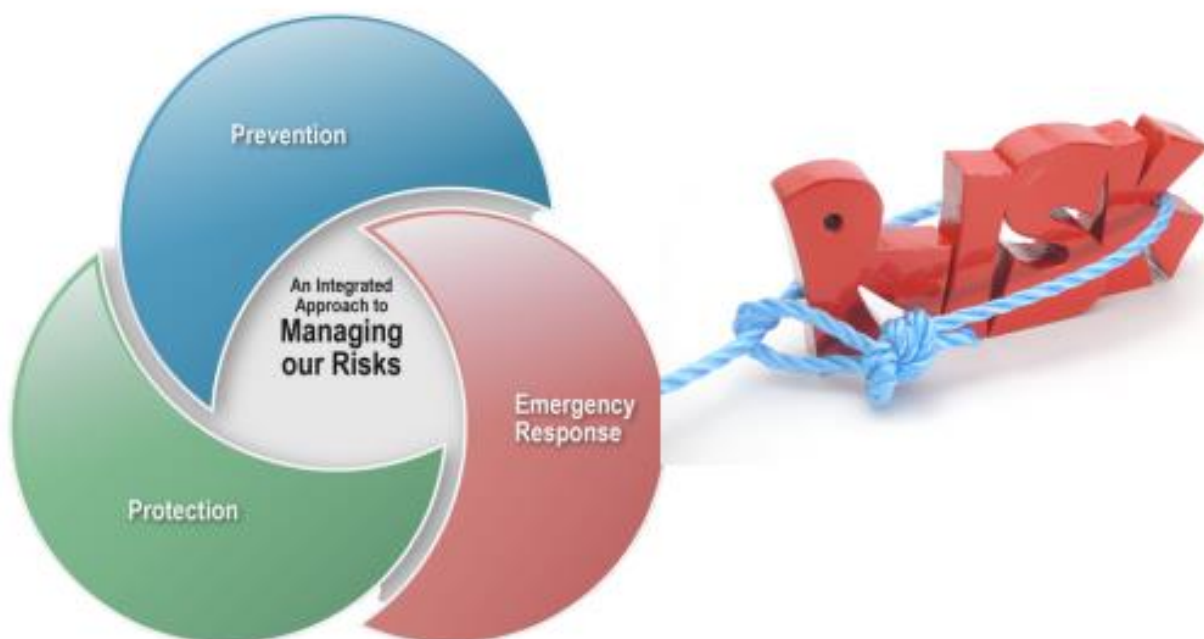 Prevention
An Integrated
Approach to
Managing
our Risks
Emergency
Response
Protection
Risk